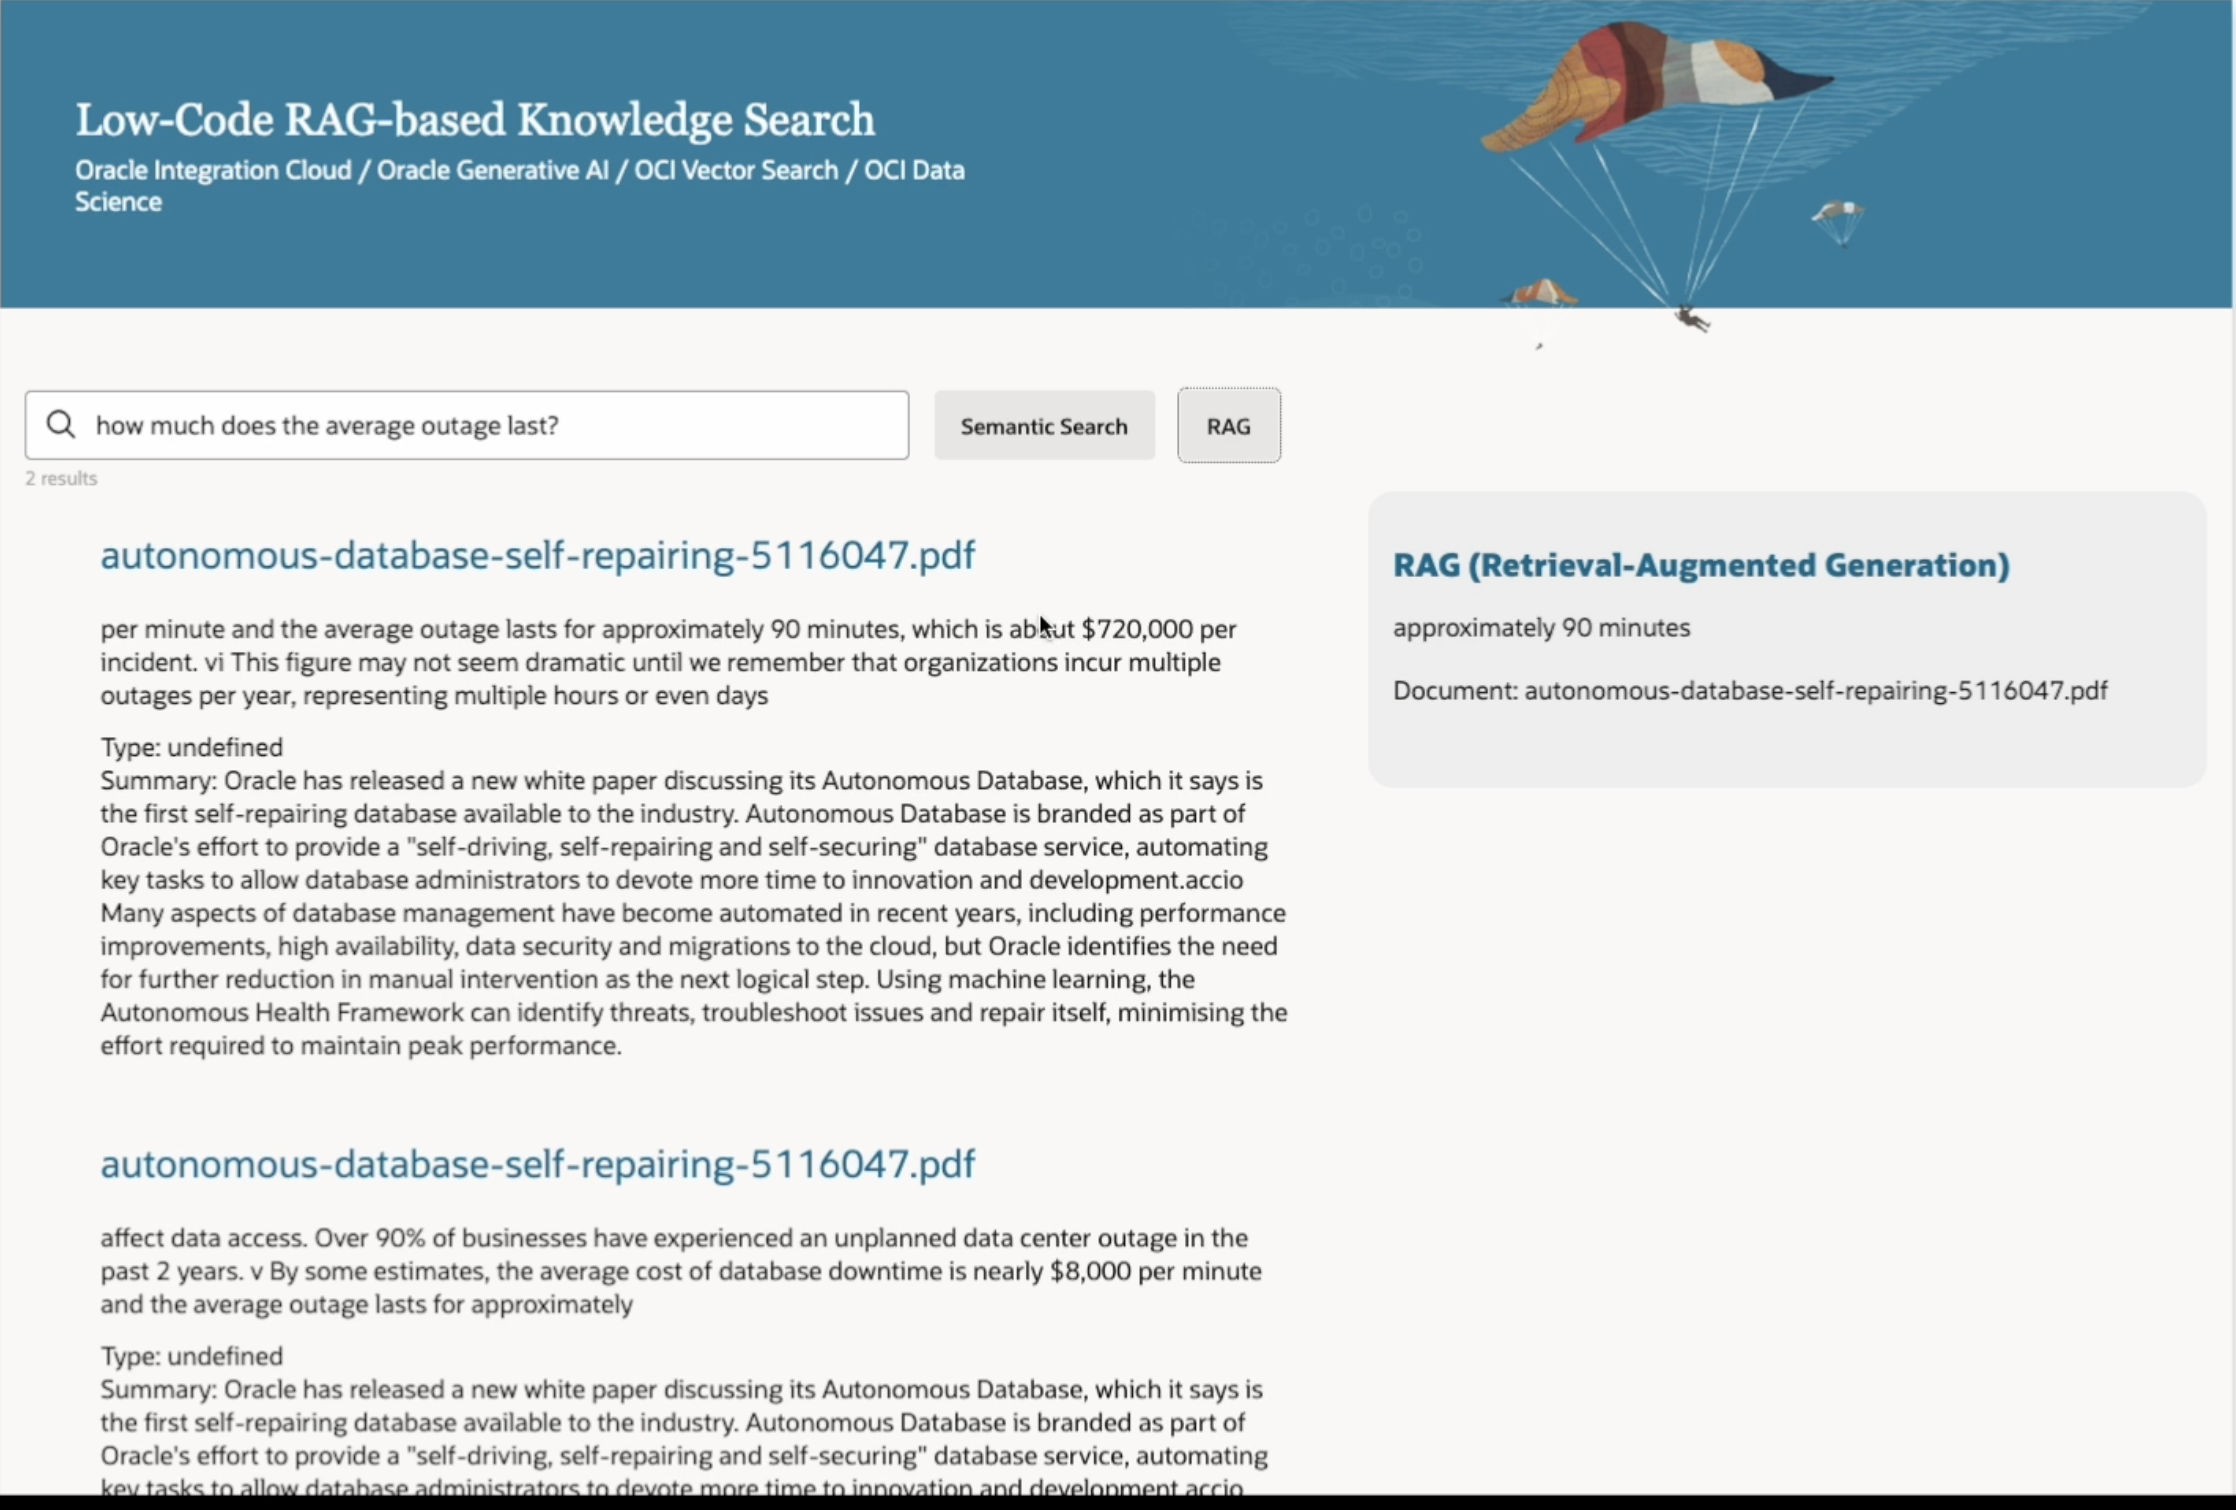 Low-Code RAG-based Knowledge Search
Oracle Integration Cloud / Oracle Generative AI / OCI Vector Search / OCI Data
Science
how much does the average outage last?
Semantic Search
RAG
2 results
autonomous-database-self-repairing-5116047.pdf
per minute and the average outage lasts for approximately 90 minutes, which is about $720,000 per
incident. vi This figure may not seem dramatic until we remember that organizations incur multiple
outages per year, representing multiple hours or even days
Type: undefined
Summary: Oracle has released a new white paper discussing its Autonomous Database, which it says is
the first self-repairing database available to the industry. Autonomous Database is branded as part of
Oracle's effort to provide a "self-driving, self-repairing and self-securing" database service, automating
key tasks to allow database administrators to devote more time to innovation and development.accio
Many aspects of database management have become automated in recent years, including performance
improvements, high availability, data security and migrations to the cloud, but Oracle identifies the need
for further reduction in manual intervention as the next logical step. Using machine learning, the
Autonomous Health Framework can identify threats, troubleshoot issues and repair itself, minimising the
effort required to maintain peak performance.
autonomous-database-self-repairing-5116047.pdf
affect data access. Over 90% of businesses have experienced an unplanned data center outage in the
past 2 years. v By some estimates, the average cost of database downtime is nearly $8,000 per minute
and the average outage lasts for approximately
Type: undefined
Summary: Oracle has released a new white paper discussing its Autonomous Database, which it says is
the first self-repairing database available to the industry. Autonomous Database is branded as part of
Oracle's effort to provide a "self-driving, self-repairing and self-securing" database service, automating
key tasks to allow database administrators to devote more time to innovation and development.accio
RAG (Retrieval-Augmented Generation)
approximately 90 minutes
Document: autonomous-database-self-repairing-5116047.pdf